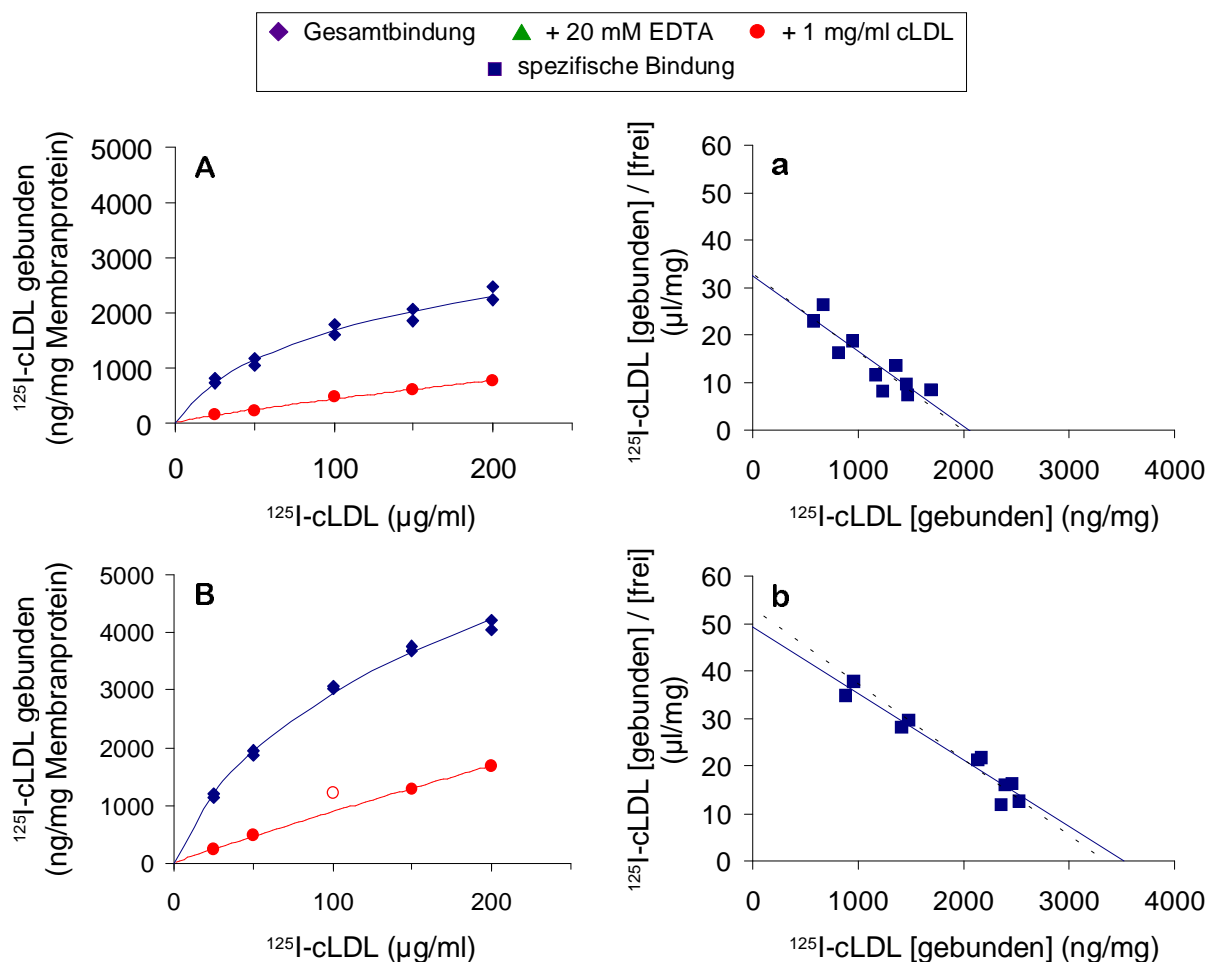 Gesamtbindung + 20 mM EDTA + 1 mg/ml cLDL
spezifische Bindung
A
¹²⁵I-cLDL gebunden
(ng/mg Membranprotein)
5000
4000
3000
2000
1000
0
0 100 200
¹²⁵I-cLDL (µg/ml)
a
¹²⁵I-cLDL [gebunden] / [frei]
(µl/mg)
60
50
40
30
20
10
0
0 1000 2000 3000 4000
¹²⁵I-cLDL [gebunden] (ng/mg)
B
¹²⁵I-cLDL gebunden
(ng/mg Membranprotein)
5000
4000
3000
2000
1000
0
0 100 200
¹²⁵I-cLDL (µg/ml)
b
¹²⁵I-cLDL [gebunden] / [frei]
(µl/mg)
60
50
40
30
20
10
0
0 1000 2000 3000 4000
¹²⁵I-cLDL [gebunden] (ng/mg)